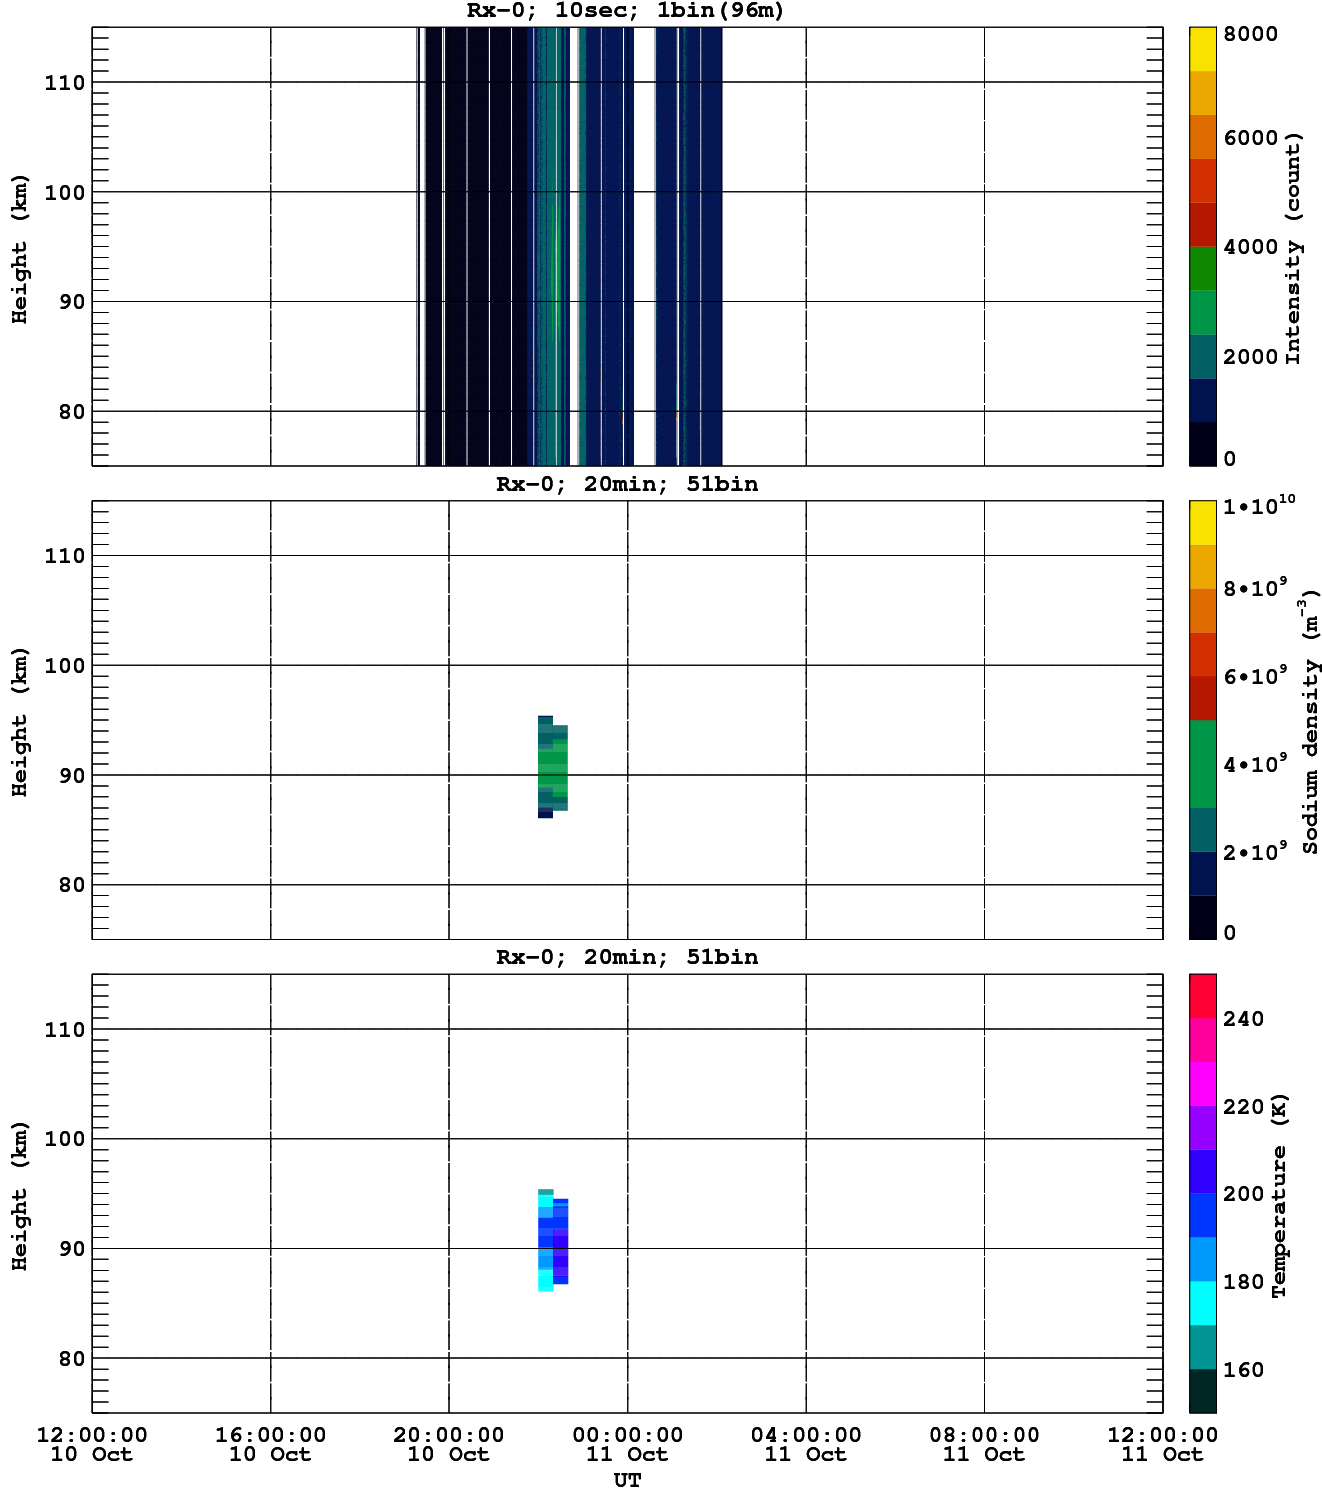 Rx-0; 10sec; 1bin(96m)
110
100
90
80
Height (km)
8000
6000
4000
2000
0
Intensity (count)
Rx-0; 20min; 51bin
110
100
90
80
Height (km)
1•10¹⁰
8•10⁹
6•10⁹
4•10⁹
2•10⁹
0
Sodium density (m⁻³)
Rx-0; 20min; 51bin
110
100
90
80
Height (km)
240
220
200
180
160
Temperature (K)
12:00:00 16:00:00 20:00:00 00:00:00 04:00:00 08:00:00 12:00:00
10 Oct 10 Oct 10 Oct 11 Oct 11 Oct 11 Oct 11 Oct
UT